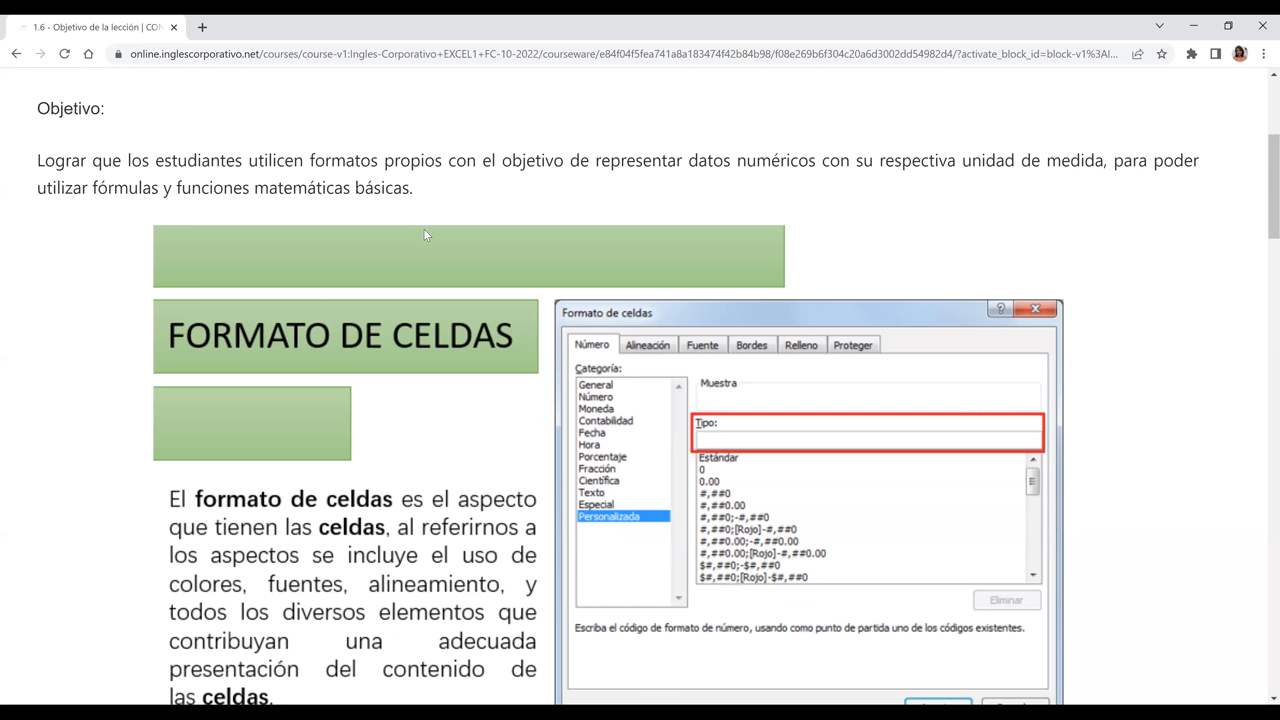 1.6 - Objetivo de la lección | CON
online.inglescorporativo.net/courses/course-v1:Ingles-Corporativo+EXCEL1+FC-10-2022/courseware/e84f04f5fea741a8a183474f42b84b98/f08e269b6f304c20a6d3002dd54982d4/?activate_block_id=block-v1%3AI...
Objetivo:
Lograr que los estudiantes utilicen formatos propios con el objetivo de representar datos numéricos con su respectiva unidad de medida, para poder
utilizar fórmulas y funciones matemáticas básicas.
FORMATO DE CELDAS
El formato de celdas es el aspecto
que tienen las celdas, al referirnos a
los aspectos se incluye el uso de
colores, fuentes, alineamiento, y
todos los diversos elementos que
contribuyan una adecuada
presentación del contenido de
las celdas.
Formato de celdas
?
Número Alineación Fuente Bordes Relleno Proteger
Categoría:
General
Número
Moneda
Contabilidad
Fecha
Hora
Porcentaje
Fracción
Científica
Texto
Especial
Personalizada
Muestra
Tipo:
Estándar
0
0.00
#,##0
#,##0.00
#,##0;-#,##0
#,##0;[Rojo]-#,##0
#,##0.00;-#,##0.00
#,##0.00;[Rojo]-#,##0.00
$#,##0;-$#,##0
$#,##0;[Rojo]-$#,##0
Eliminar
Escriba el código de formato de número, usando como punto de partida uno de los códigos existentes.